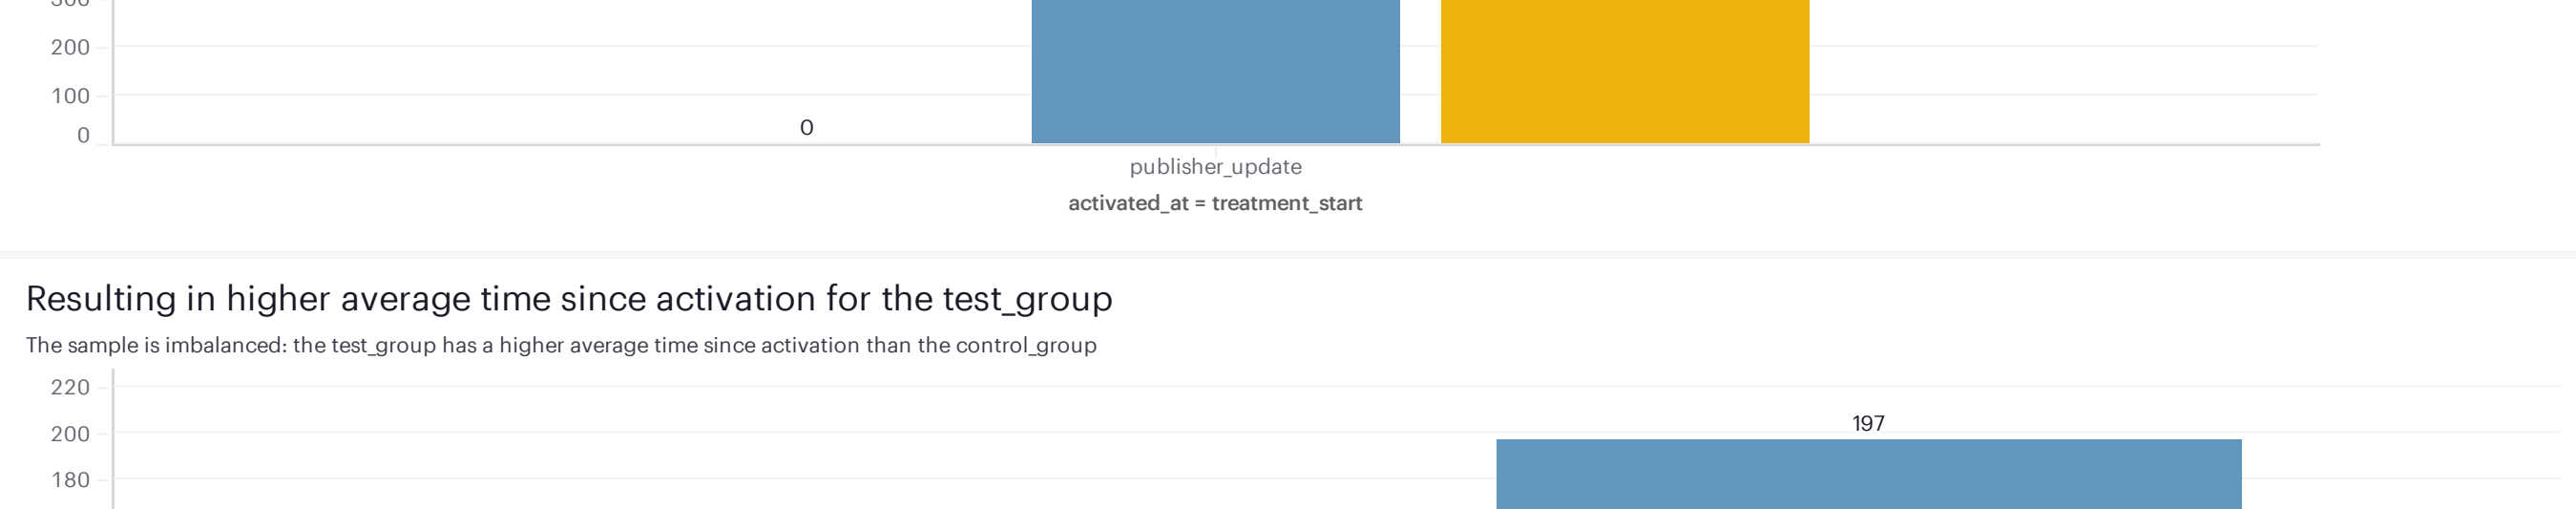 300
200
100
0
0
publisher_update
activated_at = treatment_start
Resulting in higher average time since activation for the test_group
The sample is imbalanced: the test_group has a higher average time since activation than the control_group
220
197
200
180